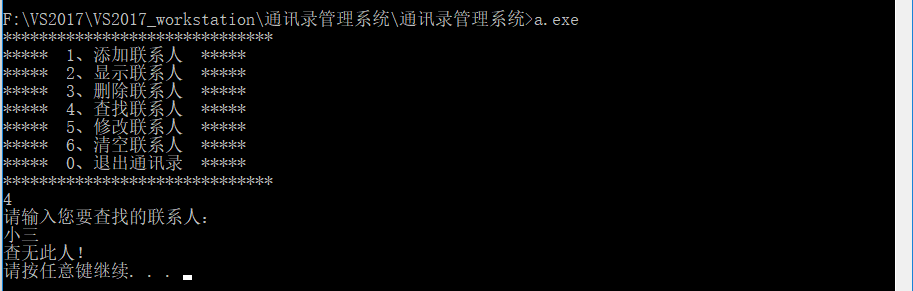 F:\VS2017\VS2017_workstation\通讯录管理系统\通讯录管理系统>a.exe
******************************
*****  1、添加联系人  *****
*****  2、显示联系人  *****
*****  3、删除联系人  *****
*****  4、查找联系人  *****
*****  5、修改联系人  *****
*****  6、清空联系人  *****
*****  0、退出通讯录  *****
******************************
4
请输入您要查找的联系人：
小三
查无此人！
请按任意键继续. . .